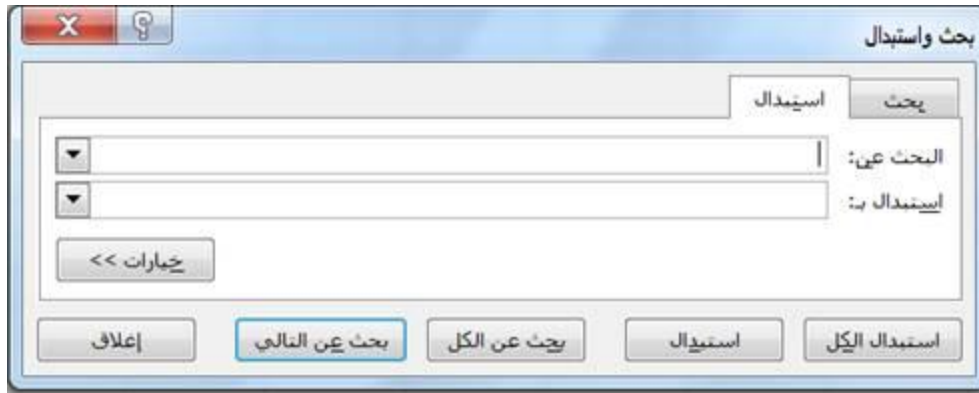 بحث واستبدال
بحث استبدال
البحث عن:
استبدال بـ:
خيارات >>
استبدال الكل استبدال بحث عن الكل بحث عن التالي إغلاق